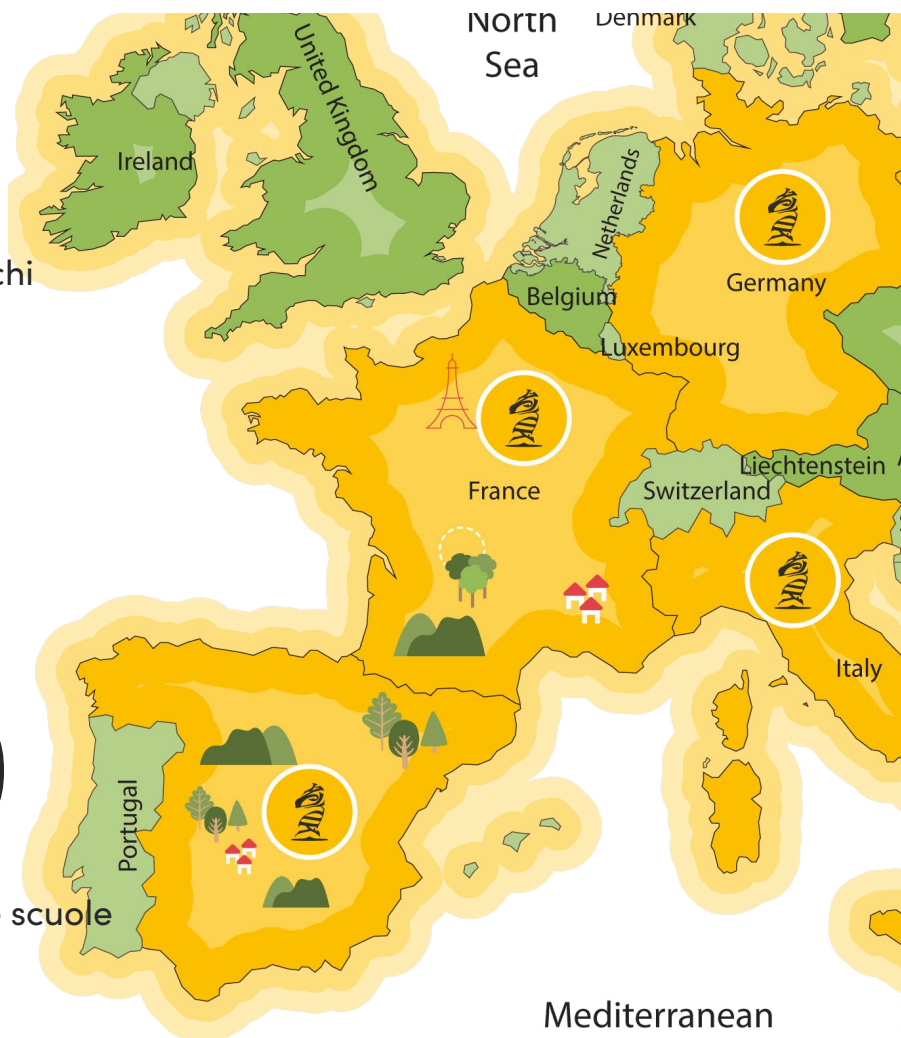 North
Sea
Denmark
United Kingdom
Ireland
Netherlands
chi
Belgium
Germany
Luxembourg
Liechtenstein
France
Switzerland
Italy
Portugal
scuole
Mediterranean